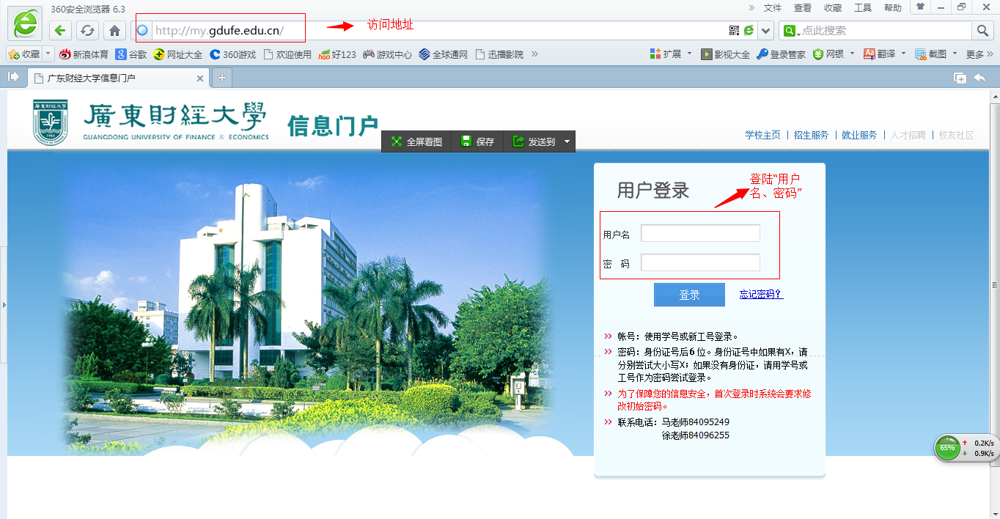 360安全浏览器 6.3
» 文件 查看 收藏 工具 帮助
http://my.gdufe.edu.cn/
访问地址
点此搜索
收藏 新浪体育 谷歌 网址大全 360游戏 欢迎使用 好123 游戏中心 全球通网 迅播影院 »
扩展 影视大全 登录管家 网银 翻译 截图 更多 »
广东财经大学信息门户
廣東財經大學
GUANGDONG UNIVERSITY OF FINANCE & ECONOMICS
信息门户
学校主页 | 招生服务 | 就业服务 | 人才招聘 | 校友社区
全屏看图 保存 发送到
用户登录
登陆“用户
名、密码”
用户名
密 码
登录 忘记密码?
帐号：使用学号或新工号登录。
密码：身份证号后6位。身份证号中如果有X，请
分别尝试大小写X；如果没有身份证，请用学号或
工号作为密码尝试登录。
为了保障您的信息安全，首次登录时系统会要求修
改初始密码。
联系电话：马老师84095249
徐老师84096255
65%
0.2K/s
0.9K/s